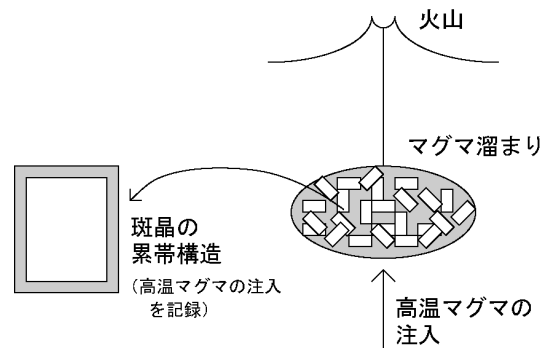 火山
マグマ溜まり
斑晶の
累帯構造
（高温マグマの注入
を記録）
高温マグマの
注入